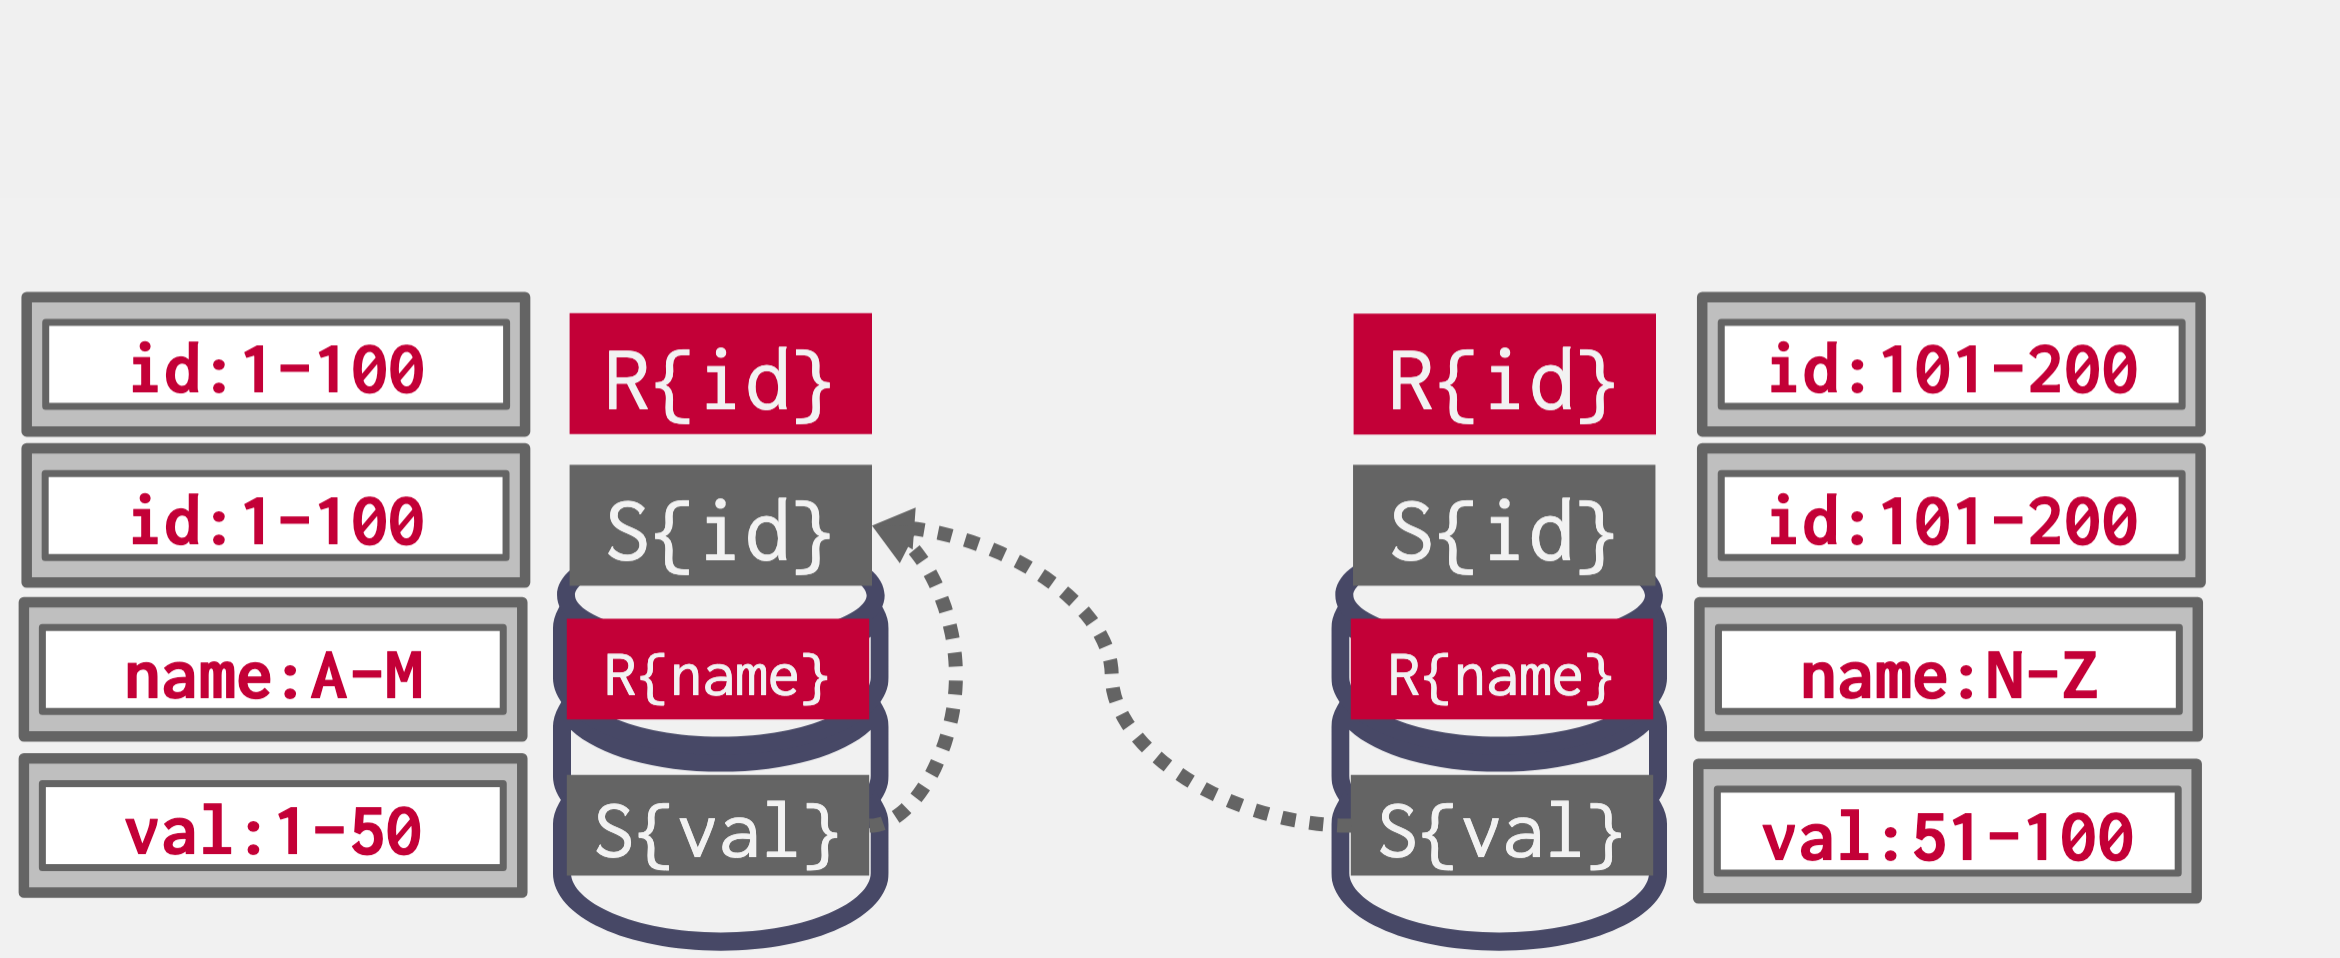 id:1-100 R{id} R{id} id:101-200
id:1-100 S{id} S{id} id:101-200
name:A-M R{name} R{name} name:N-Z
val:1-50 S{val} S{val} val:51-100